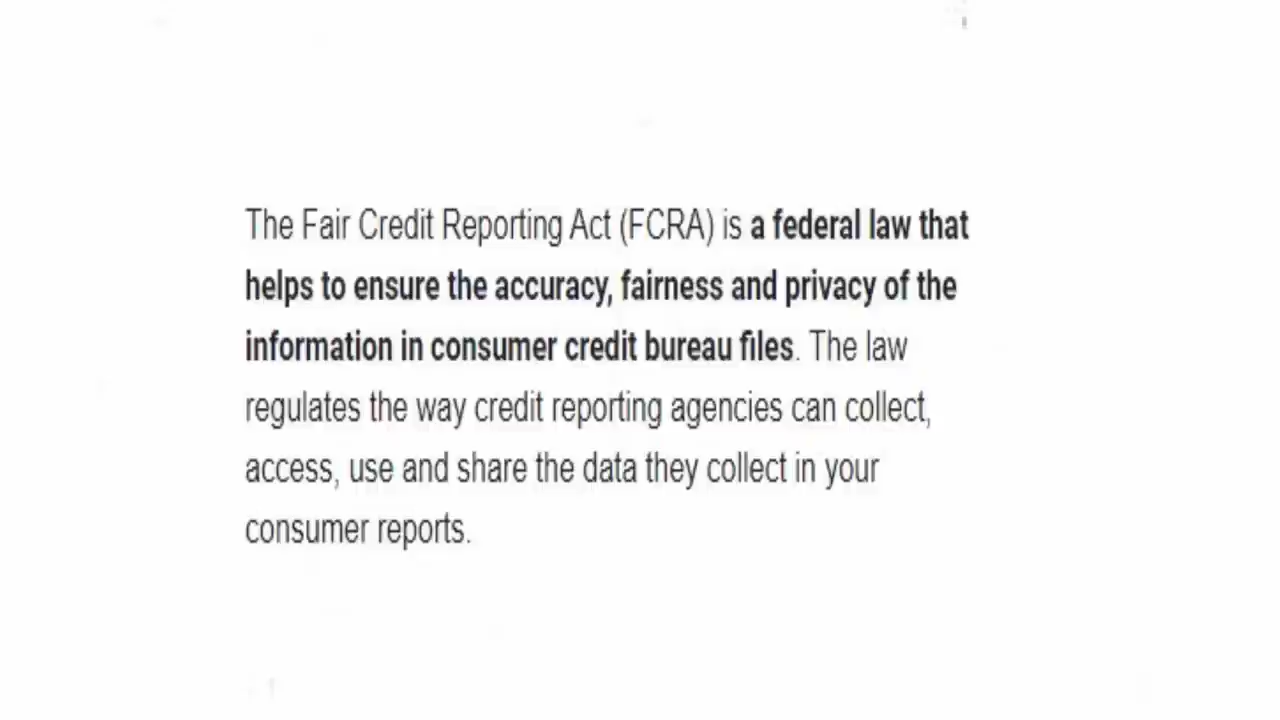 The Fair Credit Reporting Act (FCRA) is a federal law that
helps to ensure the accuracy, fairness and privacy of the
information in consumer credit bureau files. The law
regulates the way credit reporting agencies can collect,
access, use and share the data they collect in your
consumer reports.